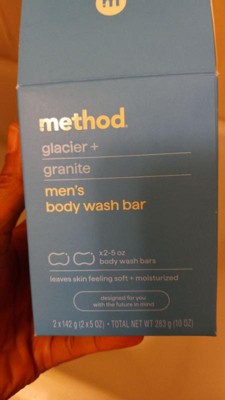 m
method.
glacier +
granite
men's
body wash bar
x2-5 oz
body wash bars
leaves skin feeling soft + moisturized
designed for you
with the future in mind
2 x 142 g (2 x 5 OZ) • TOTAL NET WT 283 g (10 OZ)